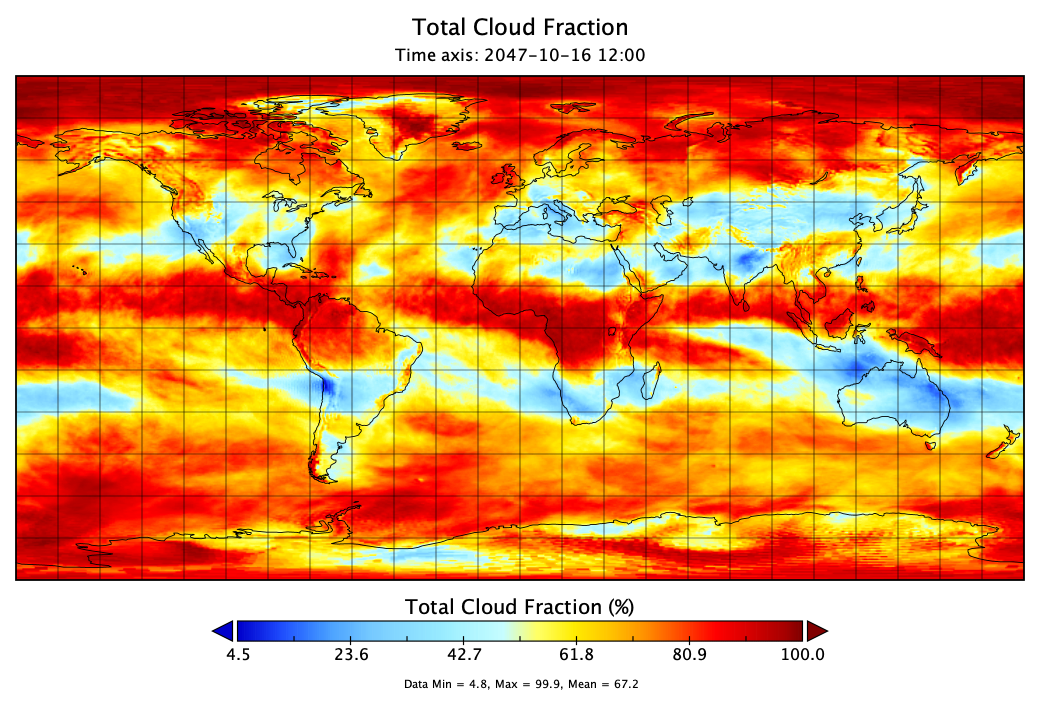 Total Cloud Fraction
Time axis: 2047-10-16 12:00
Total Cloud Fraction (%)
4.5 23.6 42.7 61.8 80.9 100.0
Data Min = 4.8, Max = 99.9, Mean = 67.2